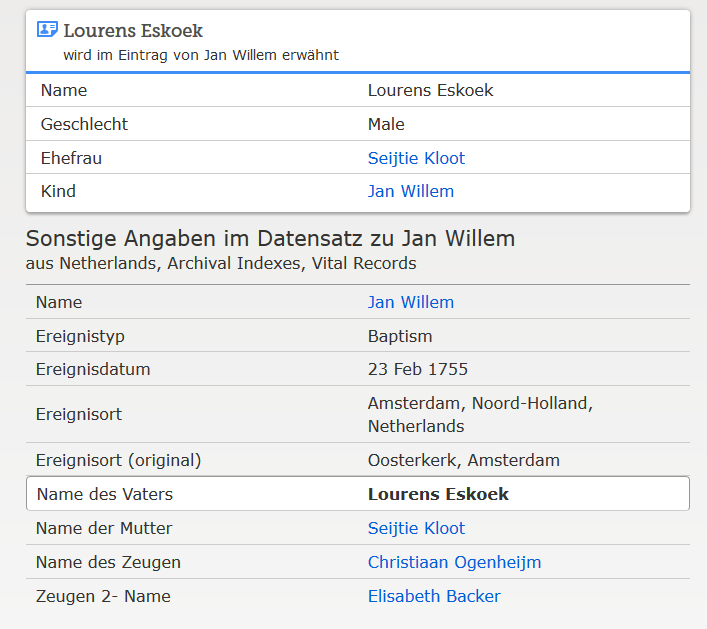 Lourens Eskoek
wird im Eintrag von Jan Willem erwähnt
Name Lourens Eskoek
Geschlecht Male
Ehefrau Seijtie Kloot
Kind Jan Willem
Sonstige Angaben im Datensatz zu Jan Willem
aus Netherlands, Archival Indexes, Vital Records
Name Jan Willem
Ereignistyp Baptism
Ereignisdatum 23 Feb 1755
Ereignisort Amsterdam, Noord-Holland,
Netherlands
Ereignisort (original) Oosterkerk, Amsterdam
Name des Vaters Lourens Eskoek
Name der Mutter Seijtie Kloot
Name des Zeugen Christiaan Ogenheijm
Zeugen 2- Name Elisabeth Backer